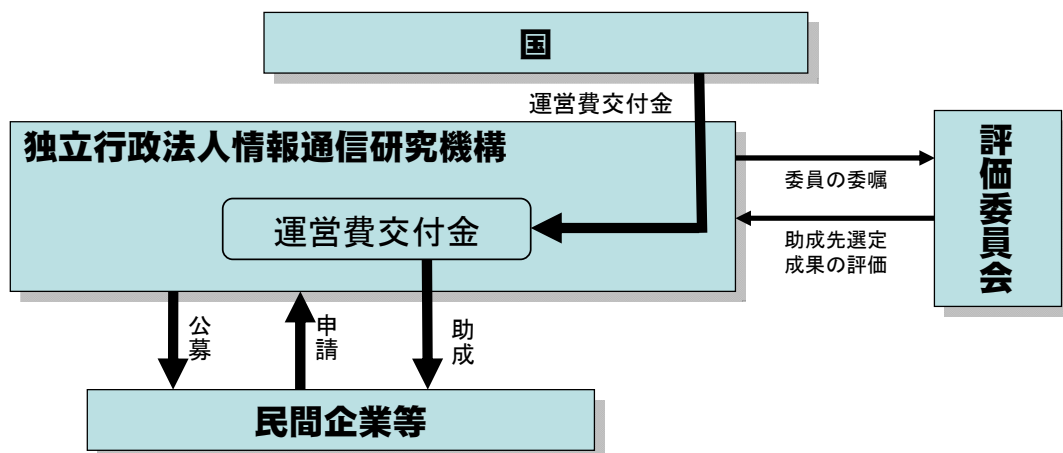 国
運営費交付金
独立行政法人情報通信研究機構
運営費交付金
委員の委嘱
助成先選定
成果の評価
評価委員会
公募
申請
助成
民間企業等